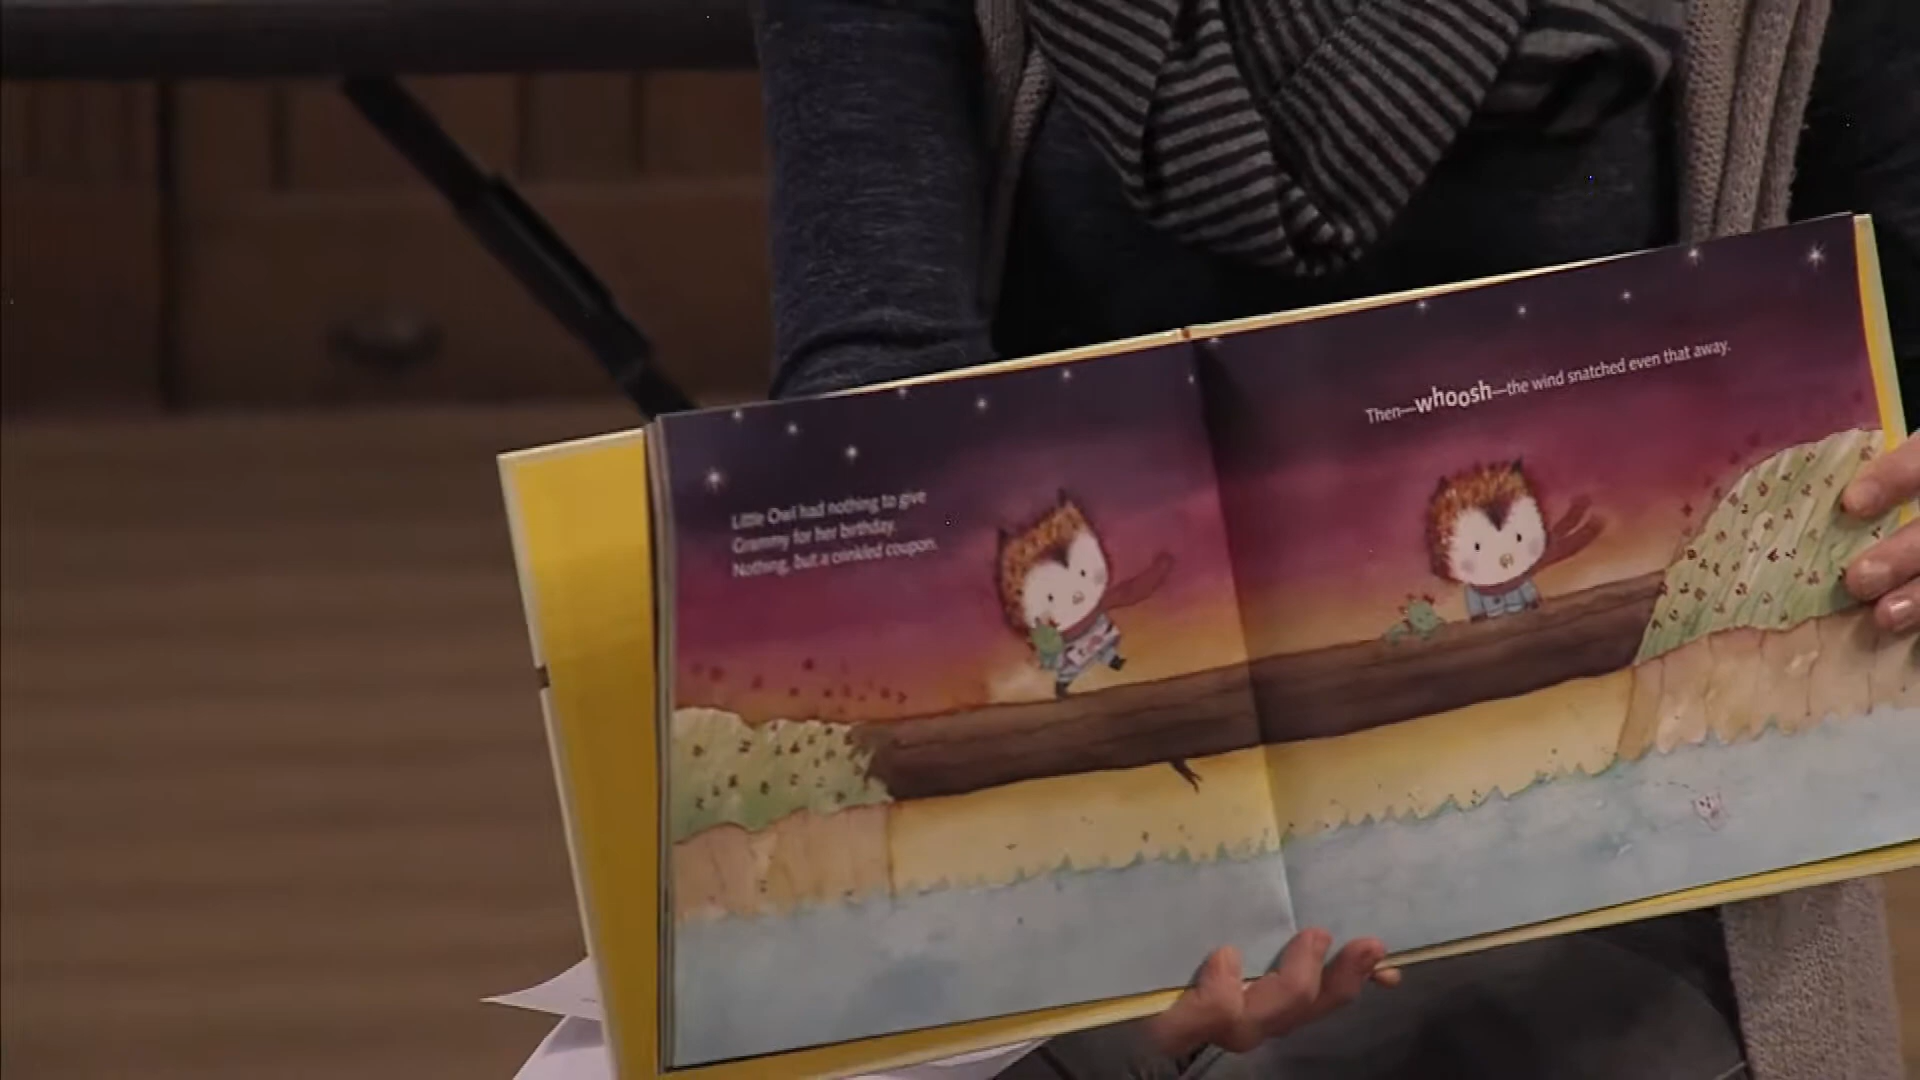 Little Owl had nothing to give
Grammy for her birthday.
Nothing, but a crinkled coupon.
Then—whoosh—the wind snatched even that away.